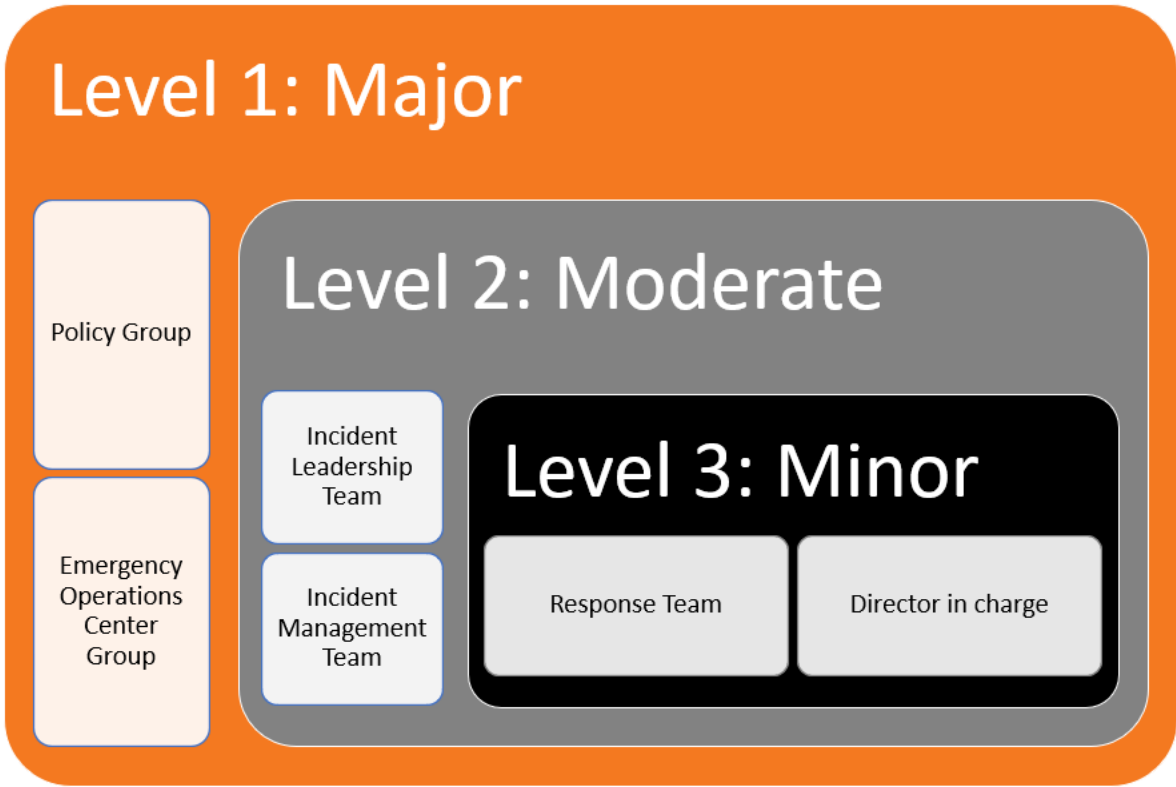 Level 1: Major
Policy Group
Emergency
Operations
Center
Group
Level 2: Moderate
Incident
Leadership
Team
Incident
Management
Team
Level 3: Minor
Response Team
Director in charge